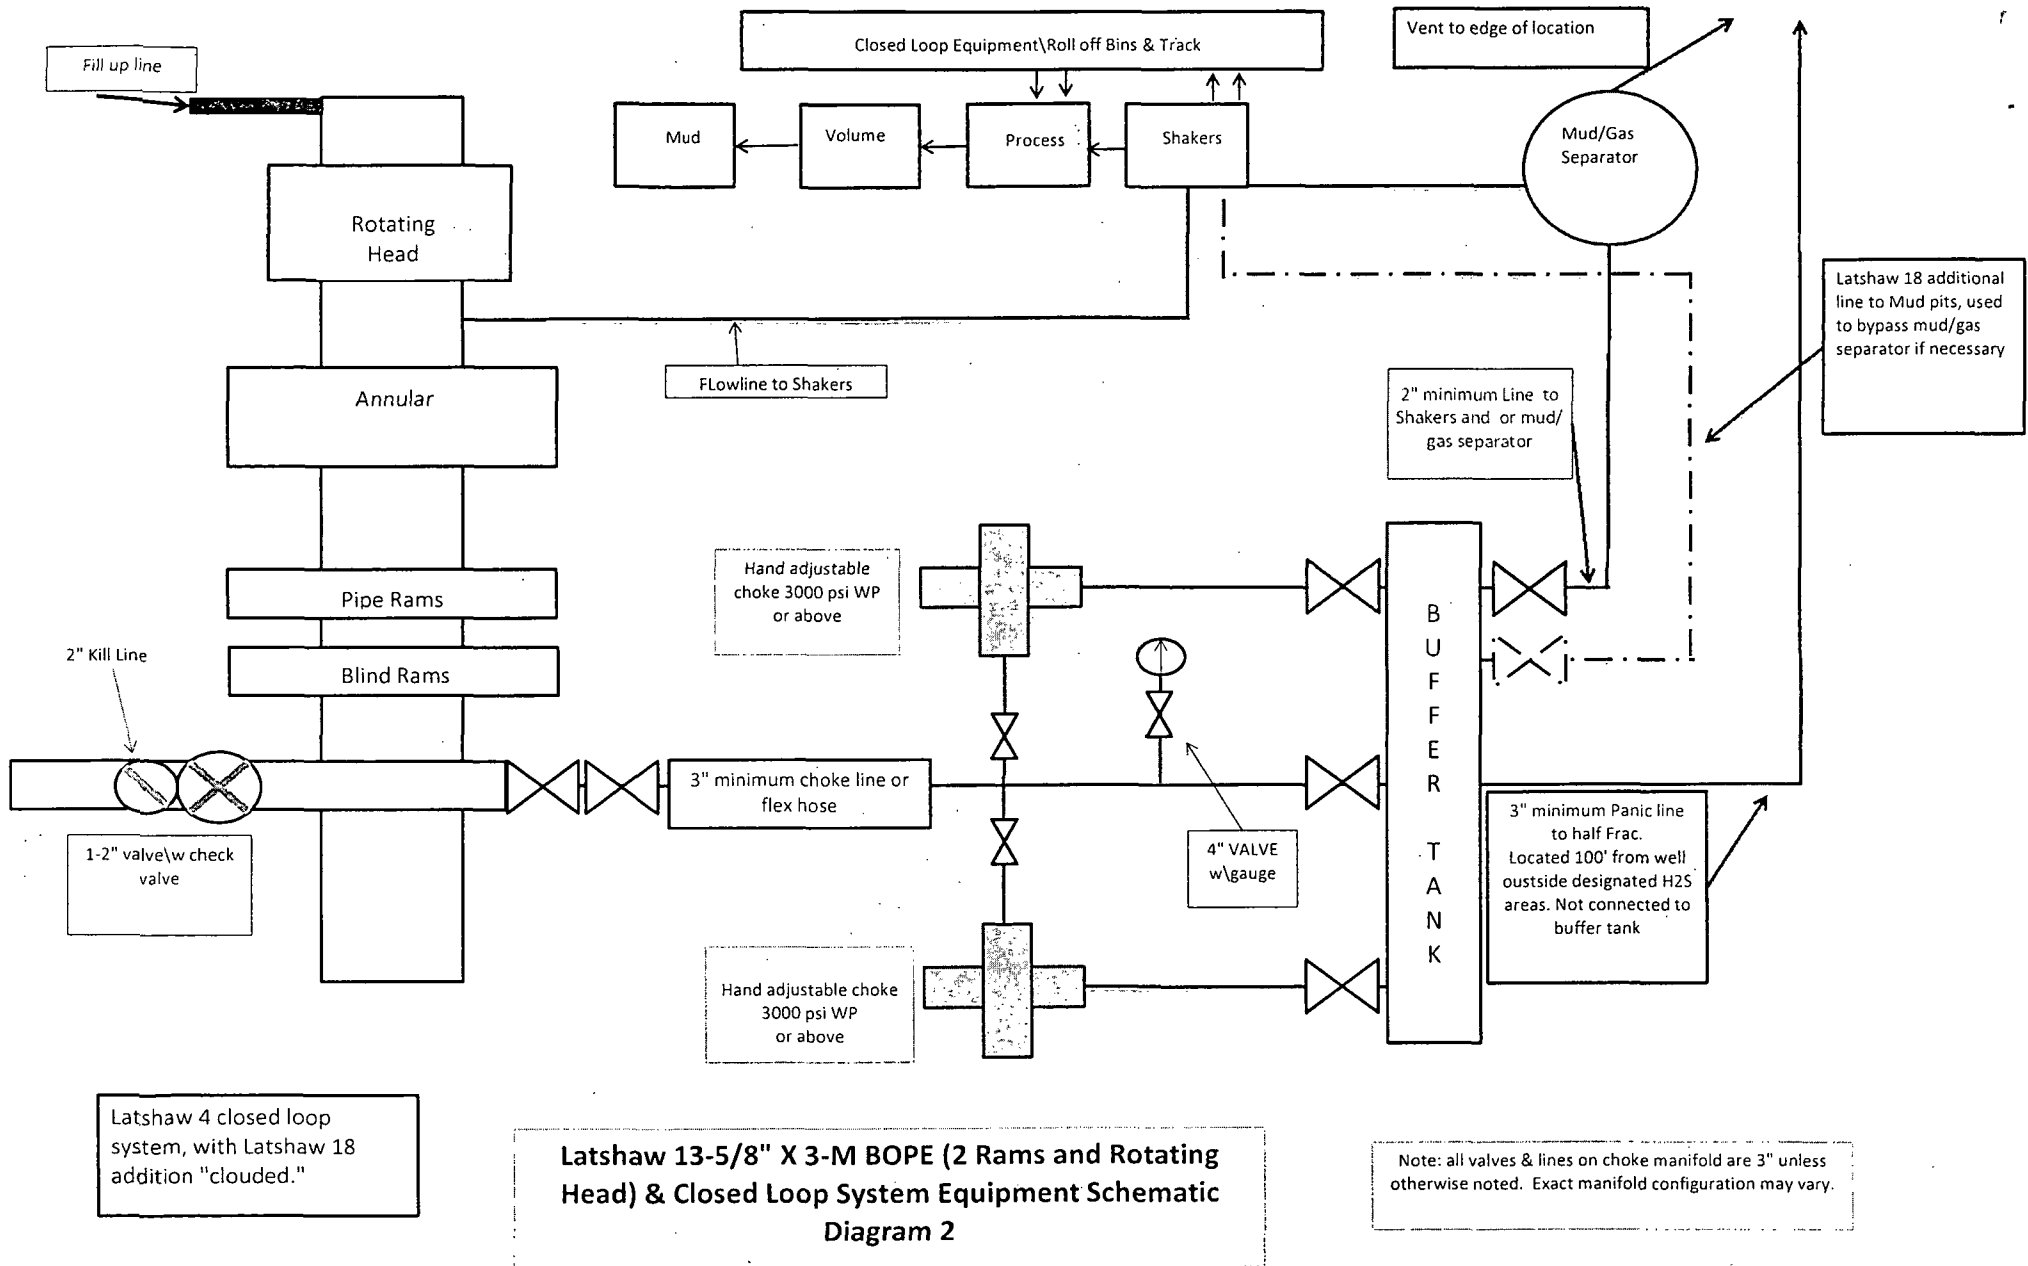 Closed Loop Equipment\Roll off Bins & Track
Vent to edge of location
Fill up line
Mud
Volume
Process
Shakers
Mud/Gas
Separator
Rotating
Head
Latshaw 18 additional
line to Mud pits, used
to bypass mud/gas
separator if necessary
FLowline to Shakers
Annular
2" minimum Line to
Shakers and or mud/
gas separator
Hand adjustable
choke 3000 psi WP
or above
Pipe Rams
Blind Rams
2" Kill Line
B
U
F
F
E
R
T
A
N
K
3" minimum choke line or
flex hose
1-2" valve\w check
valve
4" VALVE
w\gauge
3" minimum Panic line
to half Frac.
Located 100' from well
oustside designated H2S
areas. Not connected to
buffer tank
Hand adjustable choke
3000 psi WP
or above
Latshaw 4 closed loop
system, with Latshaw 18
addition "clouded."
Latshaw 13-5/8" X 3-M BOPE (2 Rams and Rotating
Head) & Closed Loop System Equipment Schematic
Diagram 2
Note: all valves & lines on choke manifold are 3" unless
otherwise noted. Exact manifold configuration may vary.